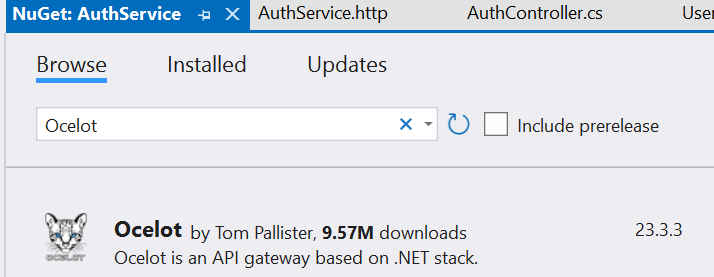 NuGet: AuthService AuthService.http AuthController.cs User
Browse Installed Updates
Ocelot Include prerelease
Ocelot by Tom Pallister, 9.57M downloads 23.3.3
Ocelot is an API gateway based on .NET stack.
OCELOT